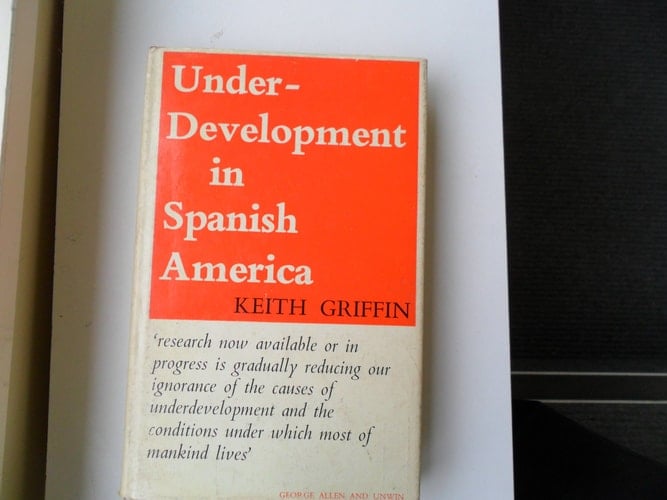 Under-
Development
in
Spanish
America
KEITH GRIFFIN
‘research now available or in
progress is gradually reducing our
ignorance of the causes of
underdevelopment and the
conditions under which most of
mankind lives’
GEORGE ALLEN AND UNWIN